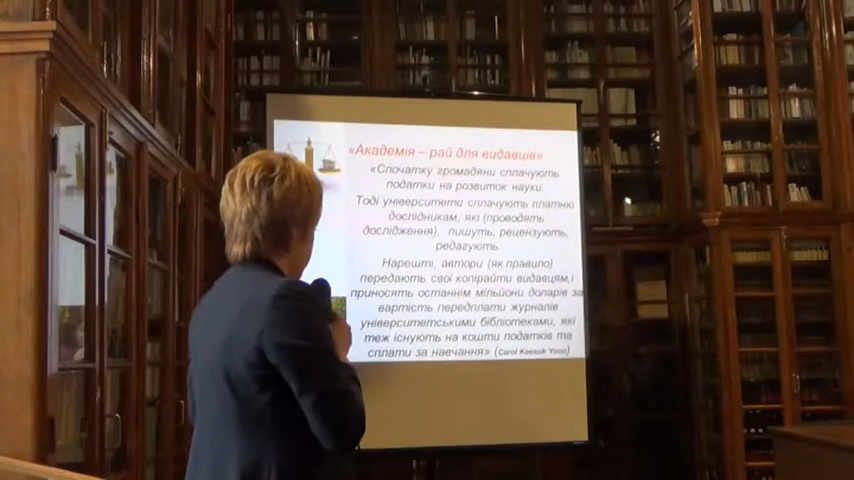 «Академія – рай для видавців»
«Спочатку громадяни сплачують
податки на розвиток науки.
Тоді університети сплачують платню
дослідникам, які (проводять
дослідження), пишуть, рецензують,
редагують.
Нарешті, автори (як правило)
передають свої копірайти видавцям, і
приносять останнім мільйони доларів за
вартість передплати журналів
університетськими бібліотеками, які
теж існують на кошти податків та
сплати за навчання» (Carol Yoon)